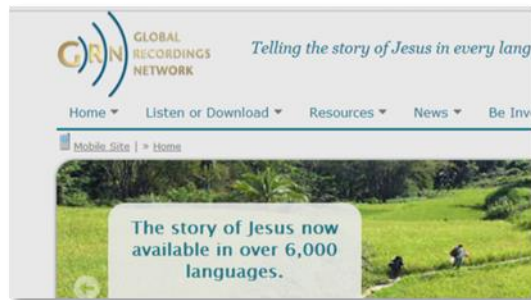 GRN
GLOBAL
RECORDINGS
NETWORK
Telling the story of Jesus in every lang
Home Listen or Download Resources News Be Inv
Mobile Site | » Home
The story of Jesus now
available in over 6,000
languages.